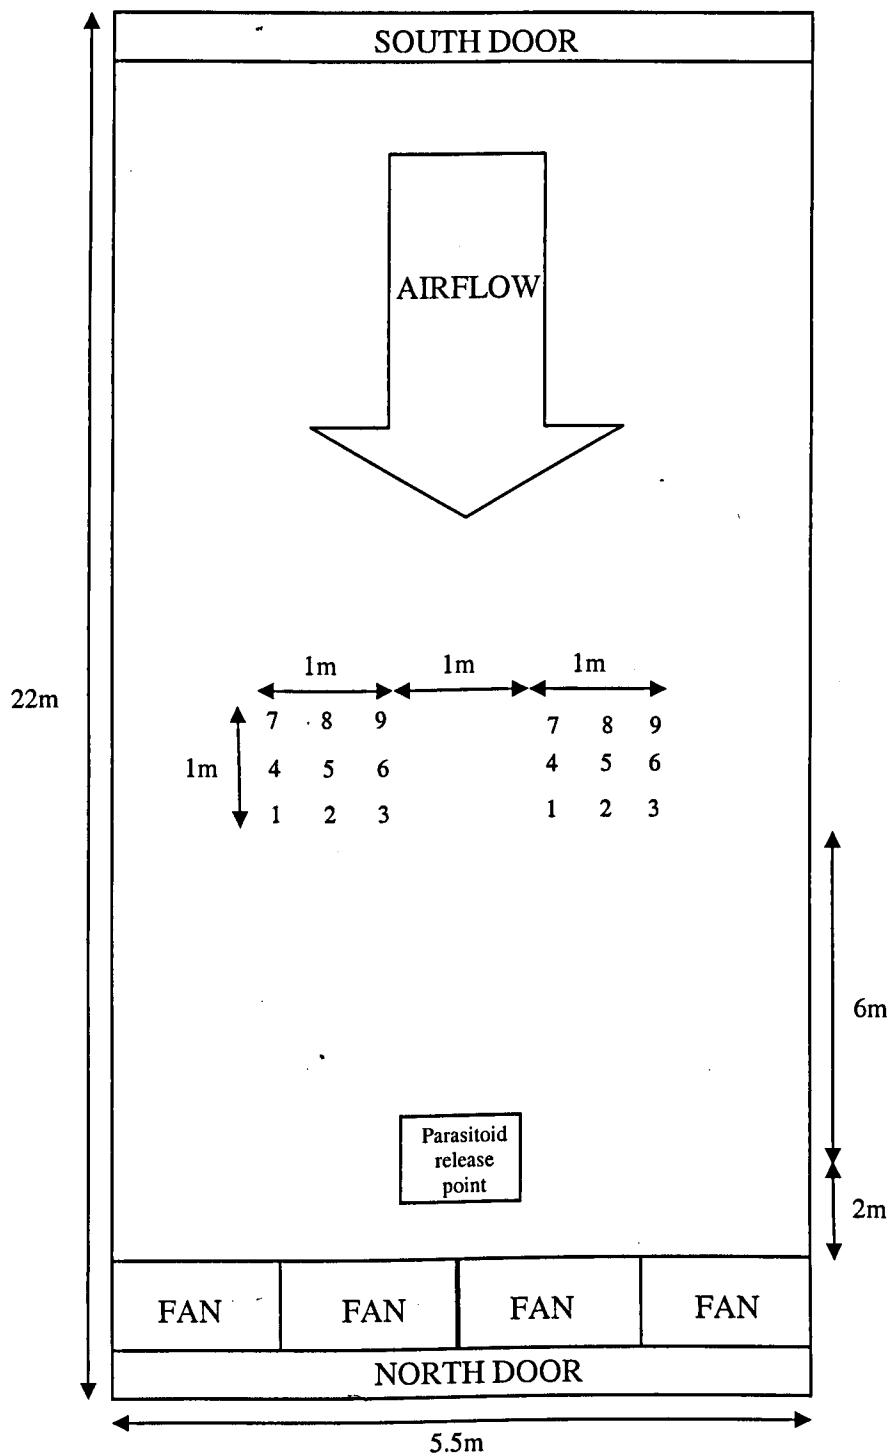 SOUTH DOOR
AIRFLOW
1m 1m 1m
22m
7 8 9 7 8 9
1m 4 5 6 4 5 6
1 2 3 1 2 3
6m
Parasitoid
release
point
2m
FAN FAN FAN FAN
NORTH DOOR
5.5m